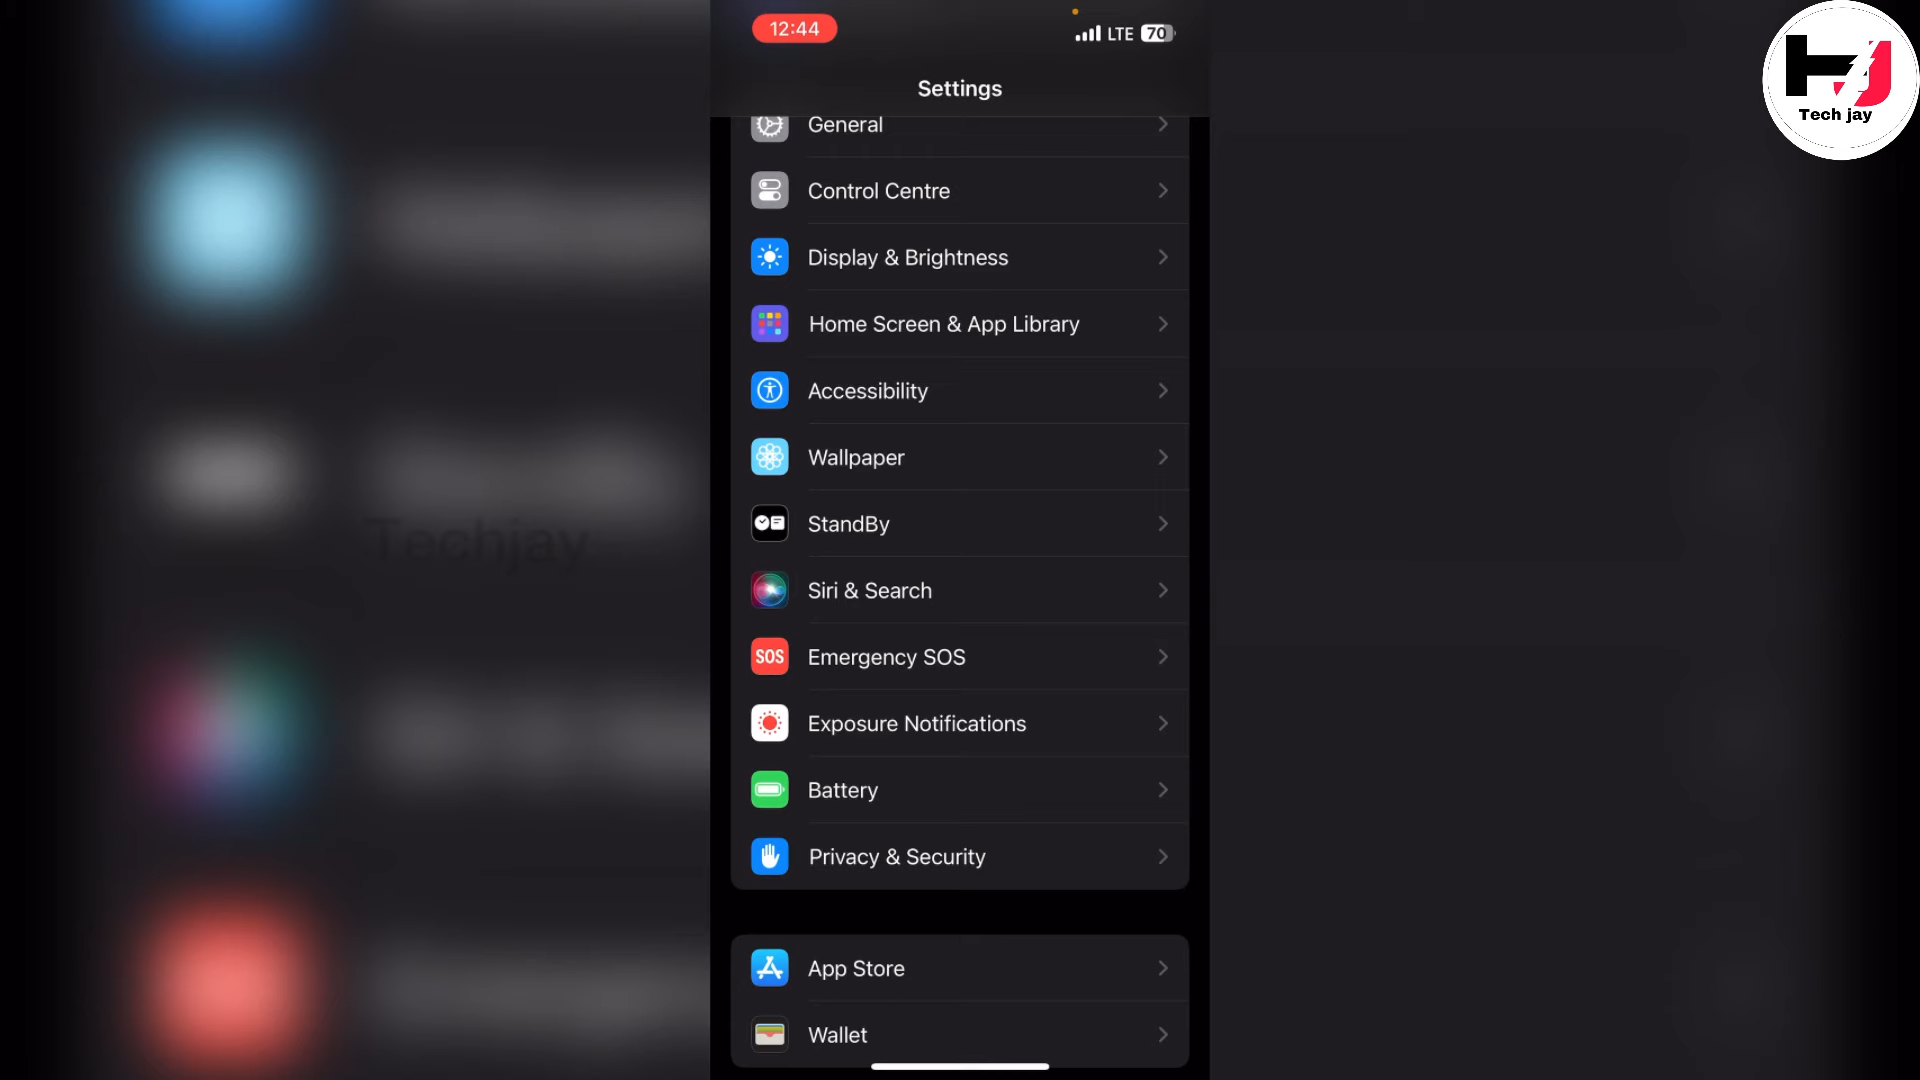 12:44
LTE 70
Tech jay
Settings
General
Control Centre
Display & Brightness
Home Screen & App Library
Accessibility
Wallpaper
StandBy
Techjay
Siri & Search
SOS Emergency SOS
Exposure Notifications
Battery
Privacy & Security
App Store
Wallet